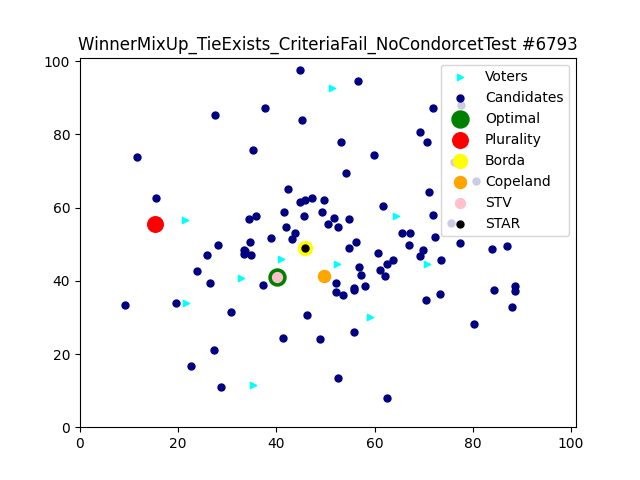 WinnerMixUp_TieExists_CriteriaFail_NoCondorcetTest #6793
Voters
Candidates
Optimal
Plurality
Borda
Copeland
STV
STAR
100
80
60
40
20
0
0 20 40 60 80 100